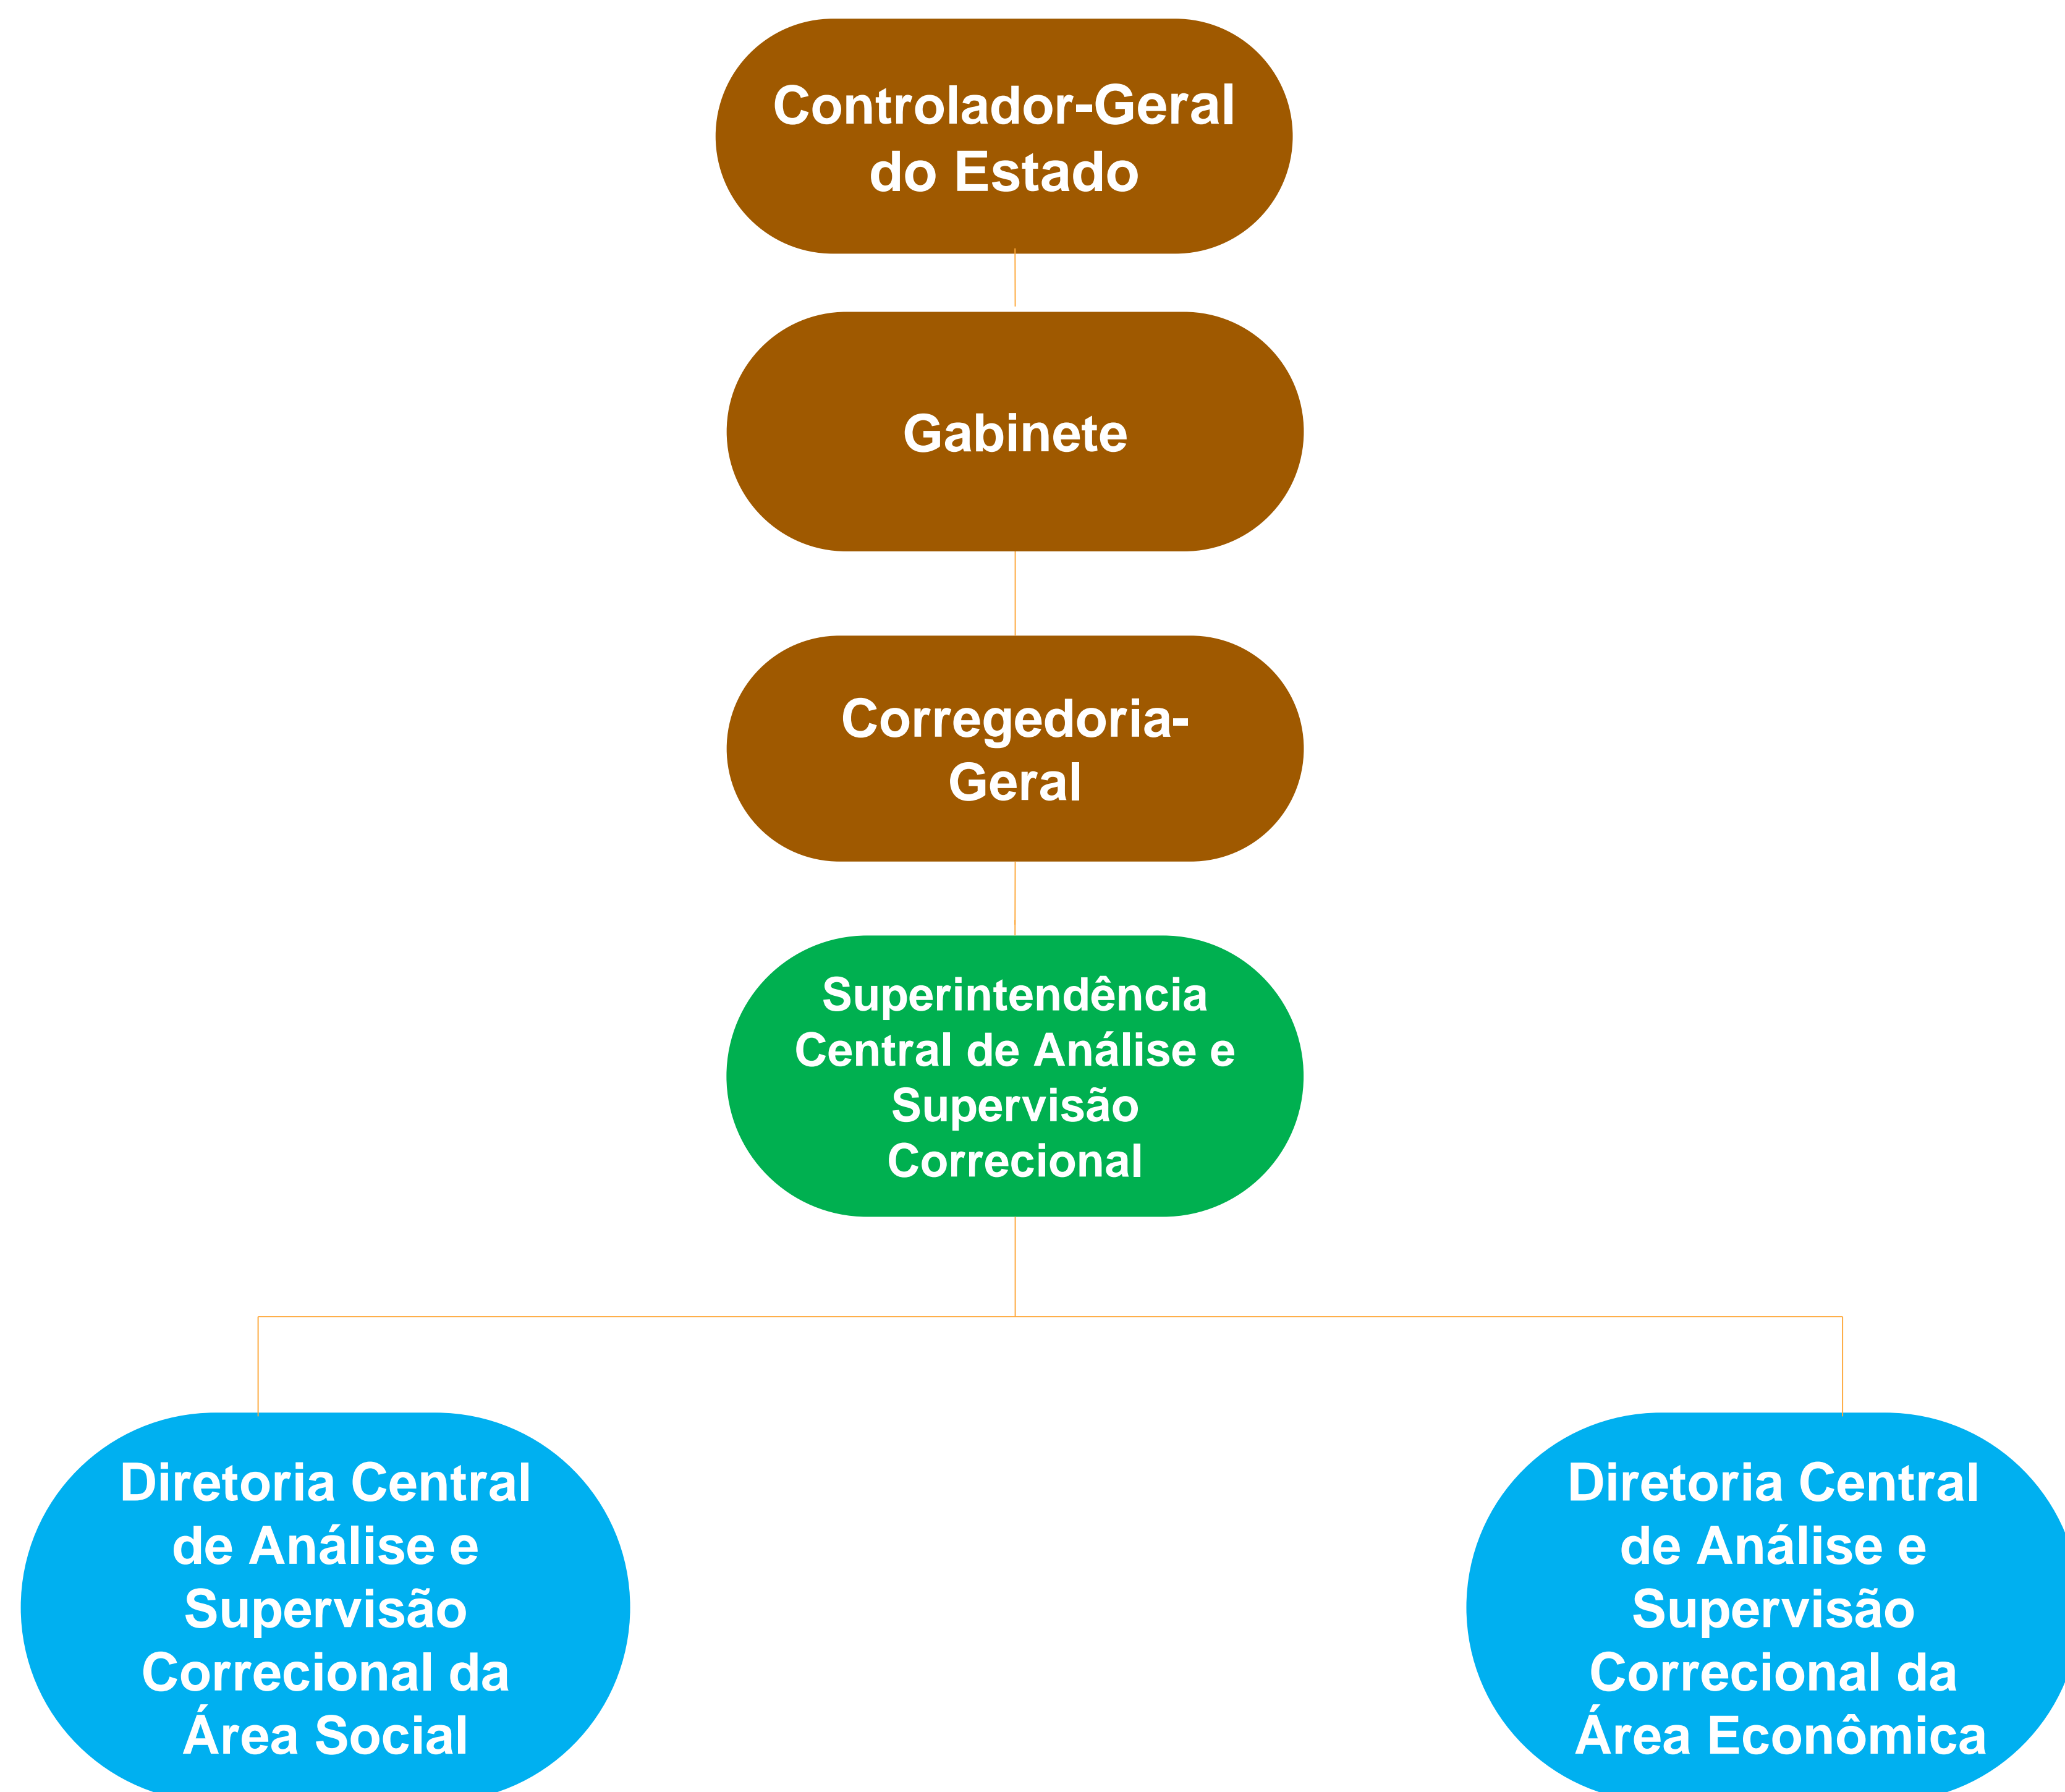 Controlador-Geral
do Estado
Gabinete
Corregedoria-
Geral
Superintendência
Central de Análise e
Supervisão
Correcional
Diretoria Central
de Análise e
Supervisão
Correcional da
Área Social
Diretoria Central
de Análise e
Supervisão
Correcional da
Área Econômica